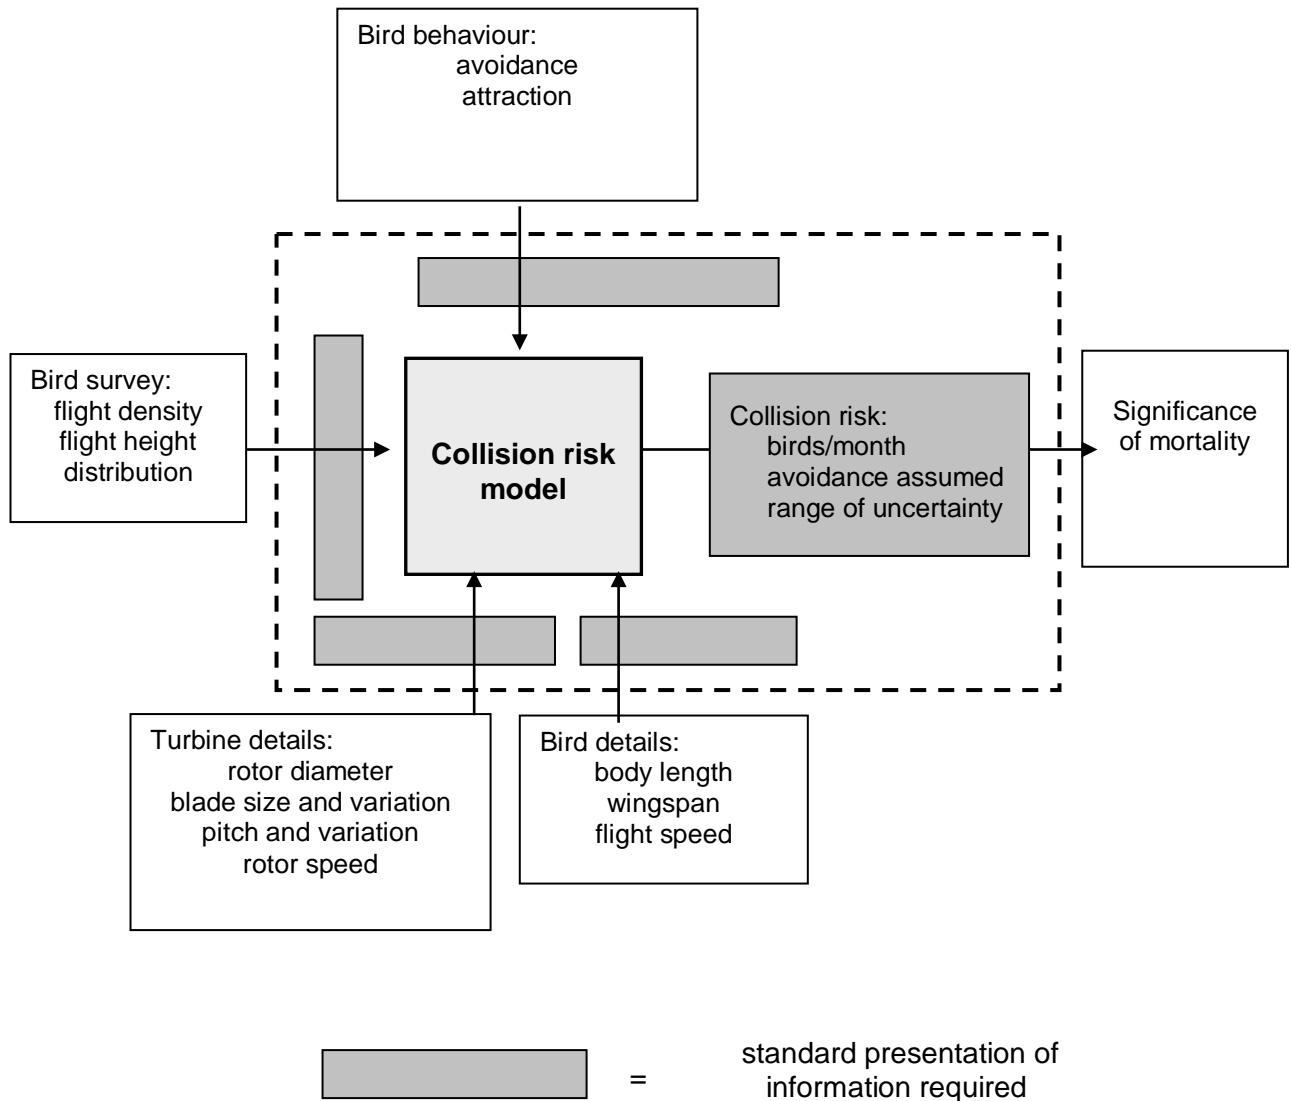 Bird behaviour:
avoidance
attraction
Bird survey:
flight density
flight height
distribution
Collision risk
model
Collision risk:
birds/month
avoidance assumed
range of uncertainty
Significance
of mortality
Turbine details:
rotor diameter
blade size and variation
pitch and variation
rotor speed
Bird details:
body length
wingspan
flight speed
=
standard presentation of
information required